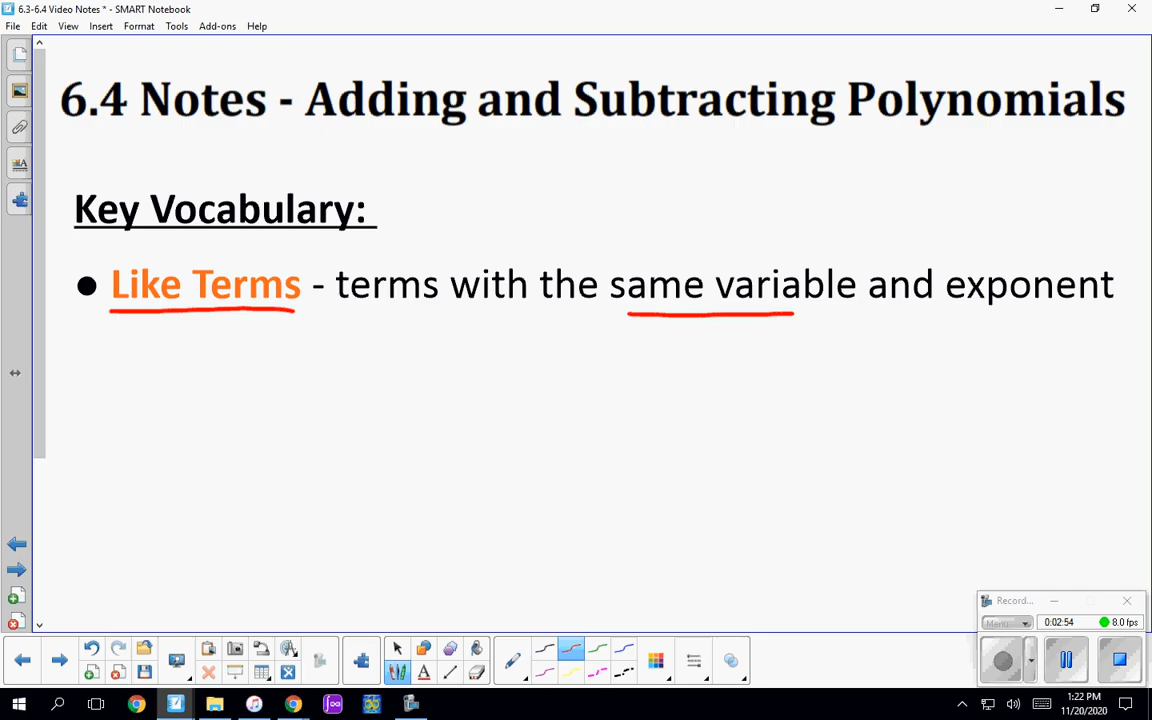 6.3-6.4 Video Notes * - SMART Notebook
File Edit View Insert Format Tools Add-ons Help
6.4 Notes - Adding and Subtracting Polynomials
Key Vocabulary:
● Like Terms - terms with the same variable and exponent
Record...
Menu 0:02:54 8.0 fps
1:22 PM
11/20/2020